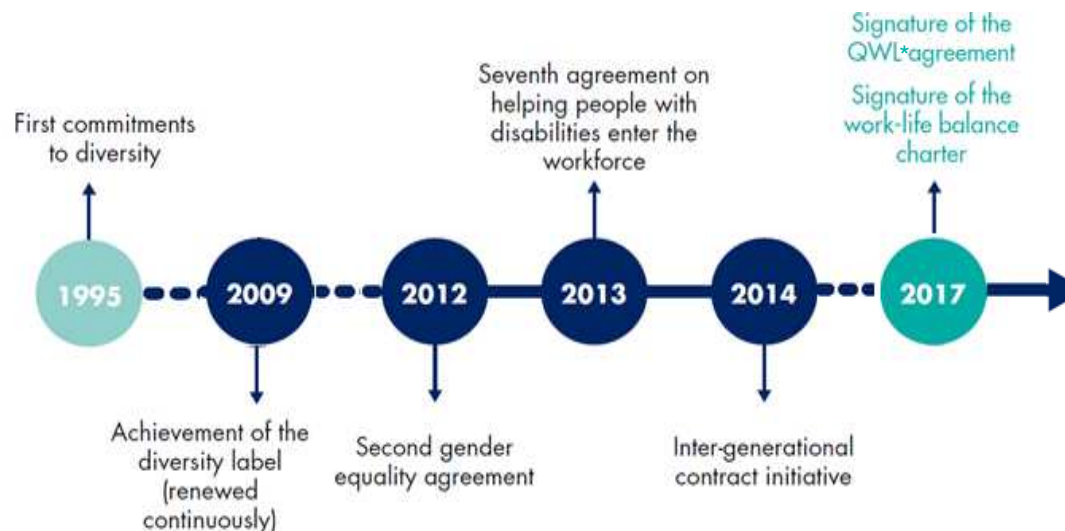 Signature of the
QWL*agreement
Signature of the
work-life balance
charter
Seventh agreement on
helping people with
disabilities enter the
workforce
First commitments
to diversity
1995
2009
2012
2013
2014
2017
Achievement of the
diversity label
(renewed
continuously)
Second gender
equality agreement
Inter-generational
contract initiative